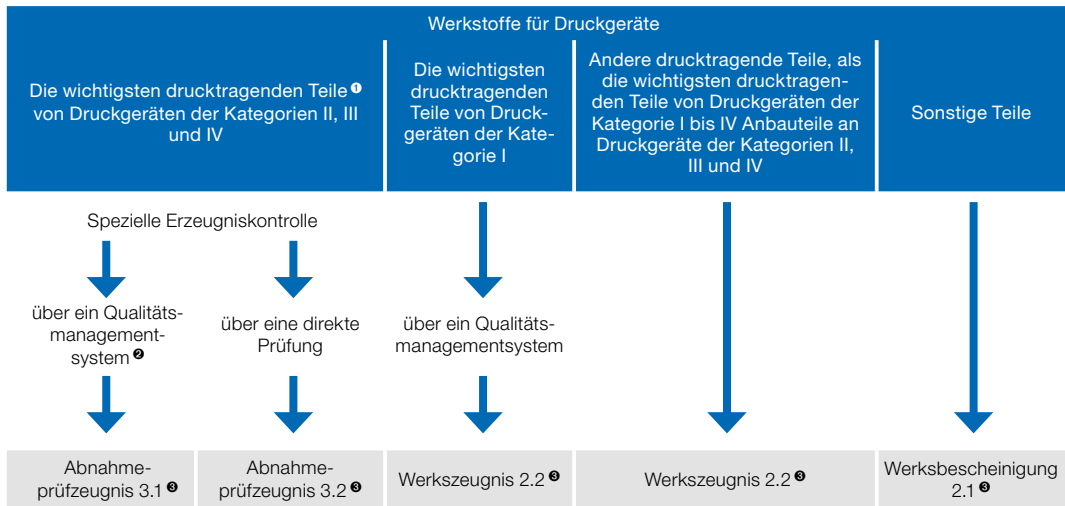 Werkstoffe für Druckgeräte
Die wichtigsten drucktragenden Teile ❶
von Druckgeräten der Kategorien II, III
und IV
Die wichtigsten
drucktragenden
Teile von Druck-
geräten der Kate-
gorie I
Andere drucktragende Teile, als
die wichtigsten drucktragen-
den Teile von Druckgeräten der
Kategorie I bis IV Anbauteile an
Druckgeräte der Kategorien II,
III und IV
Sonstige Teile
Spezielle Erzeugniskontrolle
über ein Qualitäts-
management-
system ❷
über eine direkte
Prüfung
über ein Qualitäts-
managementsystem
Abnahme-
prüfzeugnis 3.1 ❸
Abnahme-
prüfzeugnis 3.2 ❸
Werkszeugnis 2.2 ❸
Werkszeugnis 2.2 ❸
Werksbescheinigung
2.1 ❸